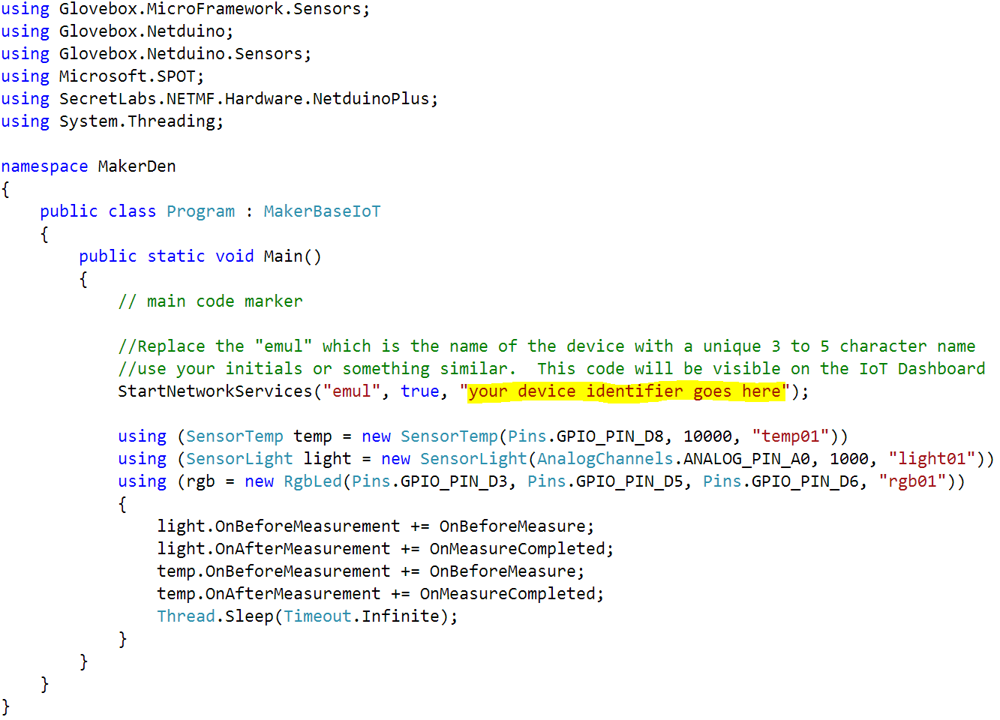 using Glovebox.MicroFramework.Sensors;
using Glovebox.Netduino;
using Glovebox.Netduino.Sensors;
using Microsoft.SPOT;
using SecretLabs.NETMF.Hardware.NetduinoPlus;
using System.Threading;

namespace MakerDen
{
    public class Program : MakerBaseIoT
    {
        public static void Main()
        {
            // main code marker

            //Replace the "emul" which is the name of the device with a unique 3 to 5 character name
            //use your initials or something similar.  This code will be visible on the IoT Dashboard
            StartNetworkServices("emul", true, "your device identifier goes here");

            using (SensorTemp temp = new SensorTemp(Pins.GPIO_PIN_D8, 10000, "temp01"))
            using (SensorLight light = new SensorLight(AnalogChannels.ANALOG_PIN_A0, 1000, "light01"))
            using (rgb = new RgbLed(Pins.GPIO_PIN_D3, Pins.GPIO_PIN_D5, Pins.GPIO_PIN_D6, "rgb01"))
            {
                light.OnBeforeMeasurement += OnBeforeMeasure;
                light.OnAfterMeasurement += OnMeasureCompleted;
                temp.OnBeforeMeasurement += OnBeforeMeasure;
                temp.OnAfterMeasurement += OnMeasureCompleted;
                Thread.Sleep(Timeout.Infinite);
            }
        }
    }
}